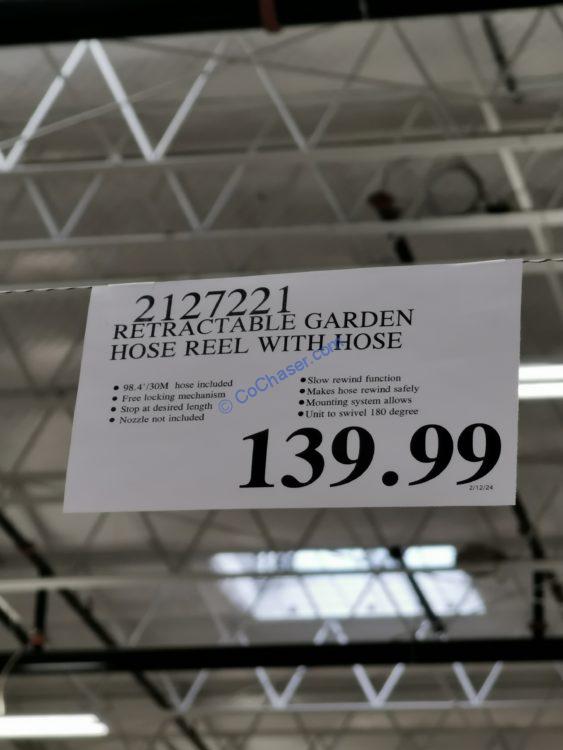 2127221
RETRACTABLE GARDEN
HOSE REEL WITH HOSE
• 98.4'/30M hose included
• Free locking mechanism
• Stop at desired length
• Nozzle not included
• Slow rewind function
• Makes hose rewind safely
• Mounting system allows
• Unit to swivel 180 degree
© CoChaser.com
139.99
2/12/24